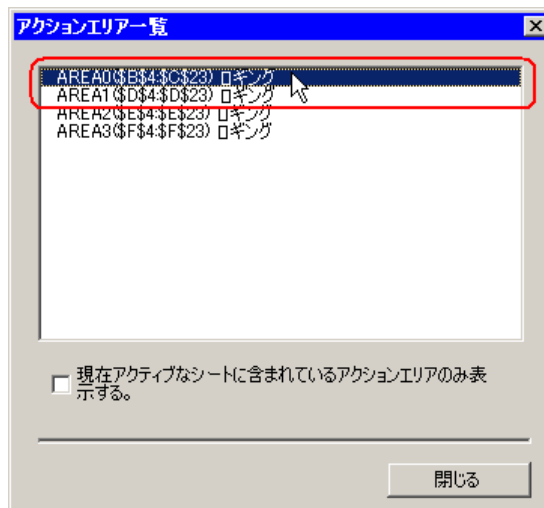 アクションエリア一覧
AREA0($B$4:$C$23) ロギング
AREA1($D$4:$D$23) ロギング
AREA2($E$4:$E$23) ロギング
AREA3($F$4:$F$23) ロギング
現在アクティブなシートに含まれているアクションエリアのみ表
示する。
閉じる